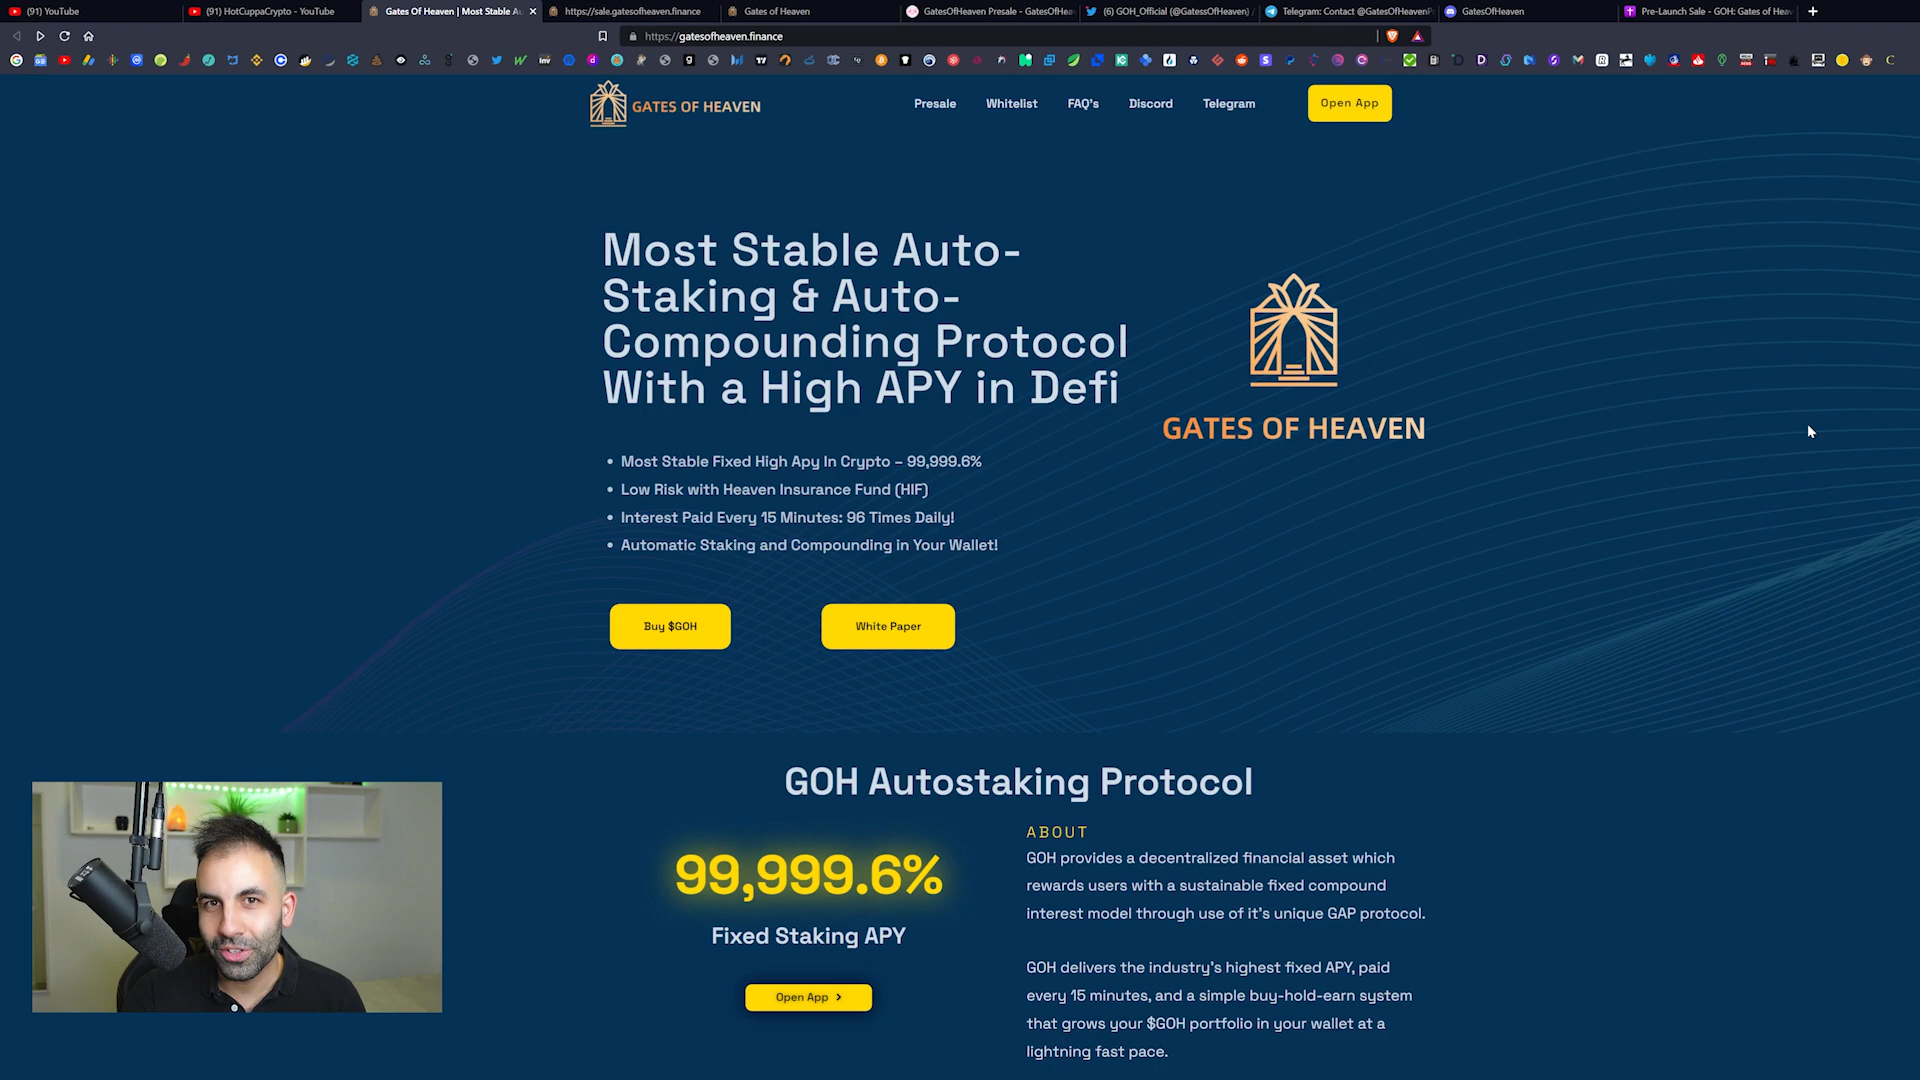 (91) YouTube
(91) HotCuppaCrypto - YouTube
Gates Of Heaven | Most Stable Au
https://sale.gatesofheaven.finance
Gates of Heaven
GatesOfHeaven Presale - GatesOfHeav
(6) GOH_Official (@GatessOfHeaven) /
Telegram: Contact @GatesOfHeavenP
GatesOfHeaven
Pre-Launch Sale - GOH: Gates of Heav
https://gatesofheaven.finance
GATES OF HEAVEN
Presale
Whitelist
FAQ's
Discord
Telegram
Open App
Most Stable Auto-
Staking & Auto-
Compounding Protocol
With a High APY in Defi
GATES OF HEAVEN
• Most Stable Fixed High Apy In Crypto – 99,999.6%
• Low Risk with Heaven Insurance Fund (HIF)
• Interest Paid Every 15 Minutes: 96 Times Daily!
• Automatic Staking and Compounding in Your Wallet!
Buy $GOH
White Paper
GOH Autostaking Protocol
99,999.6%
Fixed Staking APY
Open App >
ABOUT
GOH provides a decentralized financial asset which
rewards users with a sustainable fixed compound
interest model through use of it's unique GAP protocol.
GOH delivers the industry's highest fixed APY, paid
every 15 minutes, and a simple buy-hold-earn system
that grows your $GOH portfolio in your wallet at a
lightning fast pace.